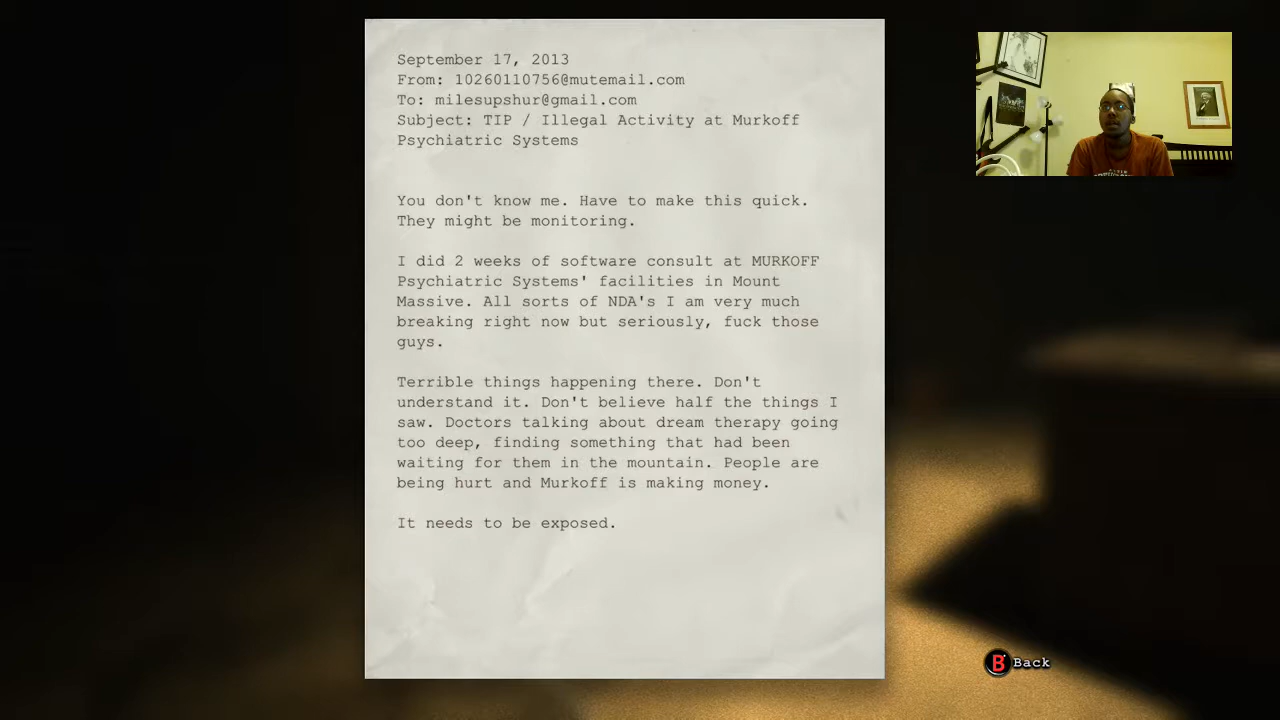 September 17, 2013
From: 10260110756@mutemail.com
To: milesupshur@gmail.com
Subject: TIP / Illegal Activity at Murkoff
Psychiatric Systems
You don't know me. Have to make this quick.
They might be monitoring.
I did 2 weeks of software consult at MURKOFF
Psychiatric Systems' facilities in Mount
Massive. All sorts of NDA's I am very much
breaking right now but seriously, fuck those
guys.
Terrible things happening there. Don't
understand it. Don't believe half the things I
saw. Doctors talking about dream therapy going
too deep, finding something that had been
waiting for them in the mountain. People are
being hurt and Murkoff is making money.
It needs to be exposed.
B Back